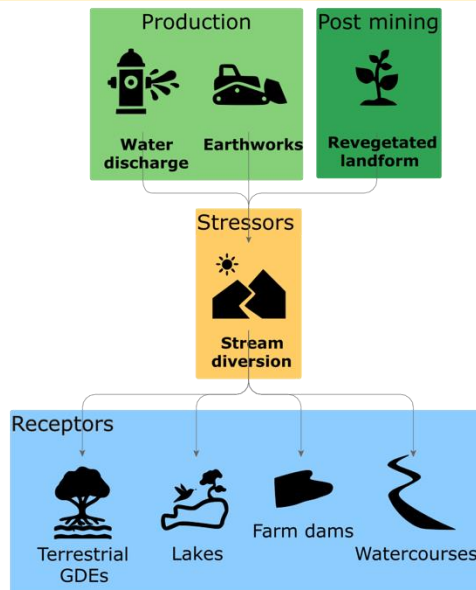 Production
Post mining
Water
discharge
Earthworks
Revegetated
landform
Stressors
Stream
diversion
Receptors
Terrestrial
GDEs
Lakes
Farm dams
Watercourses